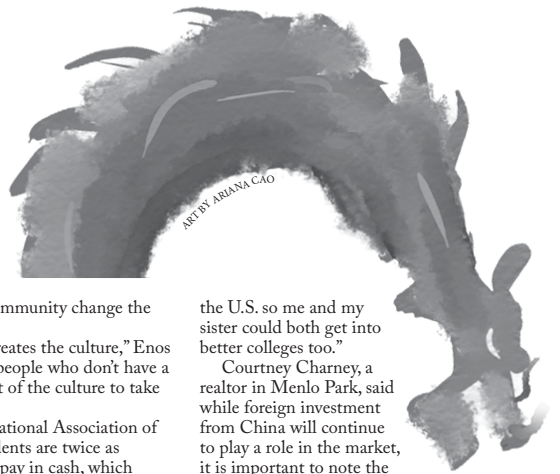 ART BY ARIANA CAO
mmunity change the
eates the culture,” Enos
people who don’t have a
t of the culture to take
ational Association of
dents are twice as
pay in cash, which
the U.S. so me and my
sister could both get into
better colleges too.”
Courtney Charney, a
realtor in Menlo Park, said
while foreign investment
from China will continue
to play a role in the market,
it is important to note the